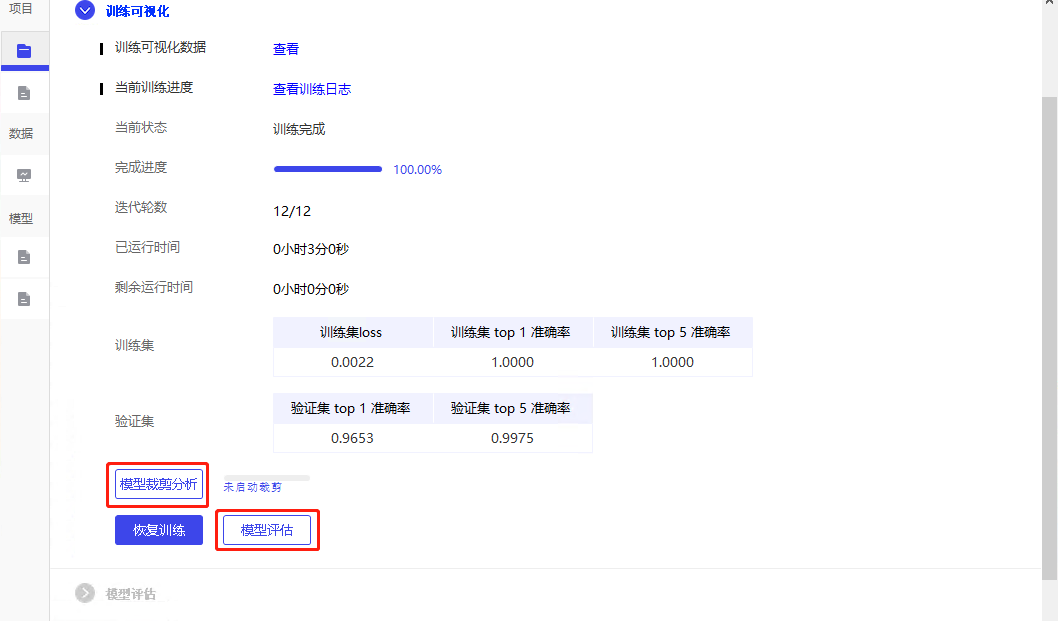 项目
训练可视化
训练可视化数据 查看
当前训练进度 查看训练日志
数据
当前状态 训练完成
完成进度 100.00%
模型
迭代轮数 12/12
已运行时间 0小时3分0秒
剩余运行时间 0小时0分0秒
训练集
训练集loss 训练集 top 1 准确率 训练集 top 5 准确率
0.0022 1.0000 1.0000
验证集
验证集 top 1 准确率 验证集 top 5 准确率
0.9653 0.9975
模型裁剪分析 未启动裁剪
恢复训练 模型评估
模型评估